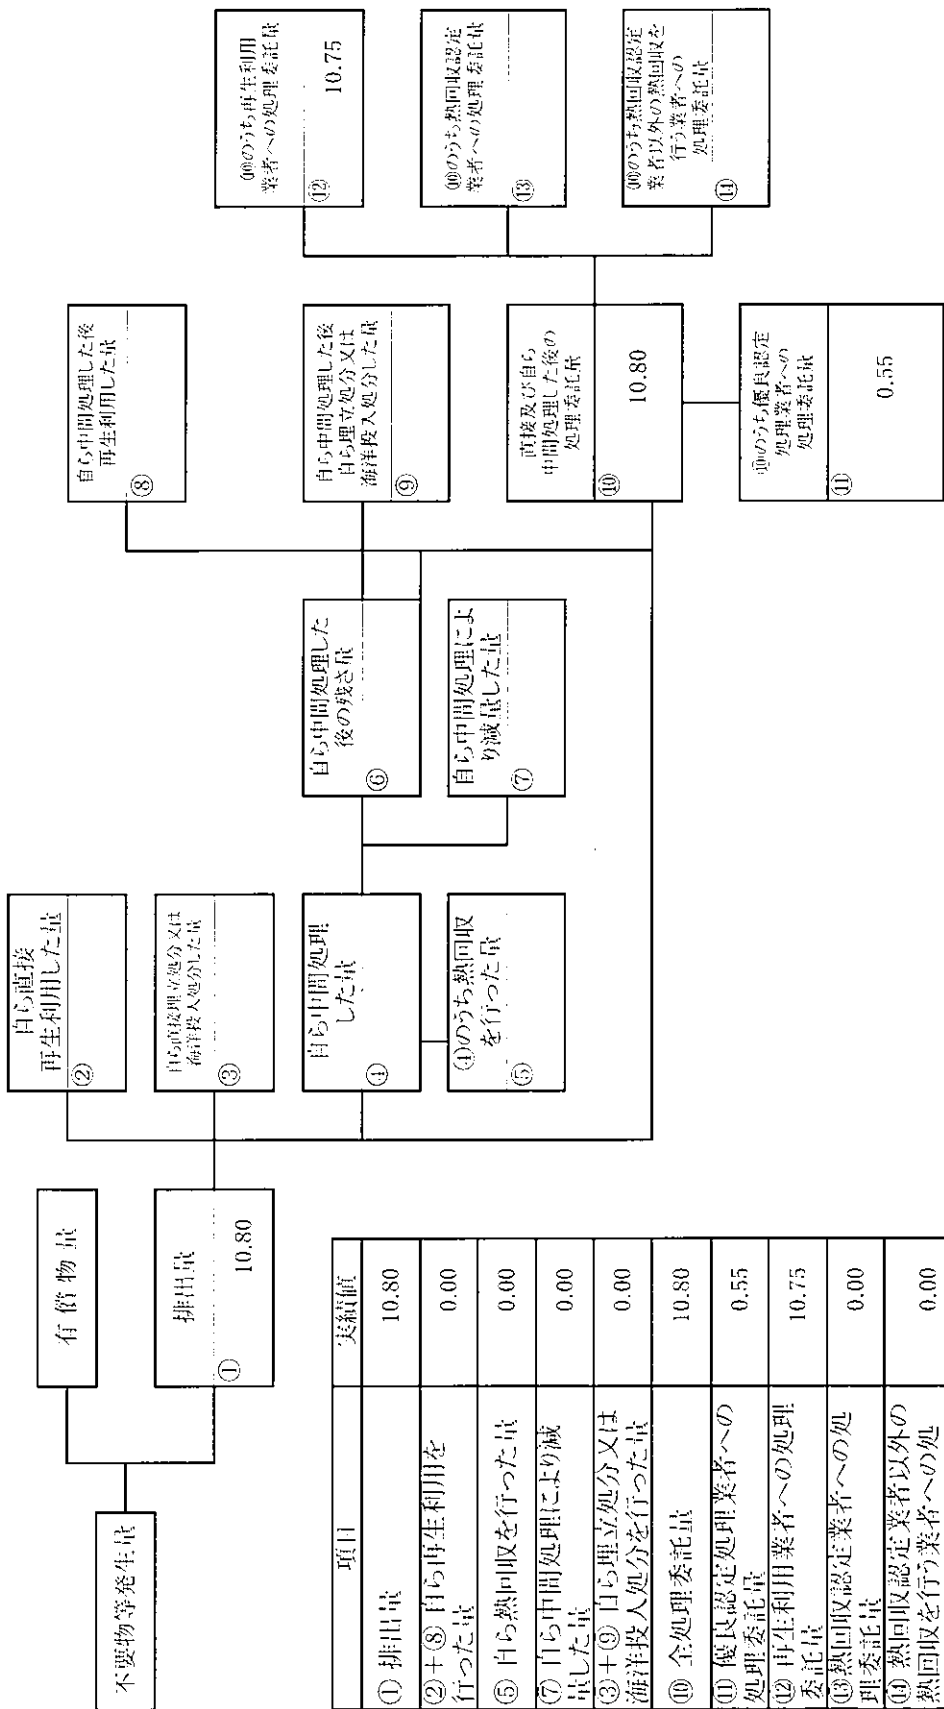 不要物等発生量
有償物量
排出量
①
10.80
自ら直接
再生利用した量
②
自ら直接埋立処分又は
海洋投入処分した量
③
自ら中間処理
した量
④
④のうち熱回収
を行った量
⑤
自ら中間処理した
後の残さ量
⑥
自ら中間処理によ
り減量した量
⑦
自ら中間処理した後
再生利用した量
⑧
自ら中間処理した後
自ら埋立処分又は
海洋投入処分した量
⑨
直接及び自ら
中間処理した後の
処理委託量
⑩
10.80
⑩のうち優良認定
処理業者への
処理委託量
⑪
0.55
⑩のうち再生利用
業者への処理委託量
⑫
10.75
⑩のうち熱回収認定
業者への処理委託量
⑬
⑩のうち熱回収認定
業者以外の熱回収を
行う業者への
処理委託量
⑭
項目 実績値
① 排出量 10.80
②+⑧ 自ら再生利用を
行った量 0.00
⑤ 自ら熱回収を行った量 0.00
⑦ 自ら中間処理により減
量した量 0.00
③+⑨ 自ら埋立処分又は
海洋投入処分を行った量 0.00
⑩ 全処理委託量 10.80
⑪ 優良認定処理業者への
処理委託量 0.55
⑫ 再生利用業者への処理
委託量 10.75
⑬ 熱回収認定業者への処
理委託量 0.00
⑭ 熱回収認定業者以外の
熱回収を行う業者への処 0.00